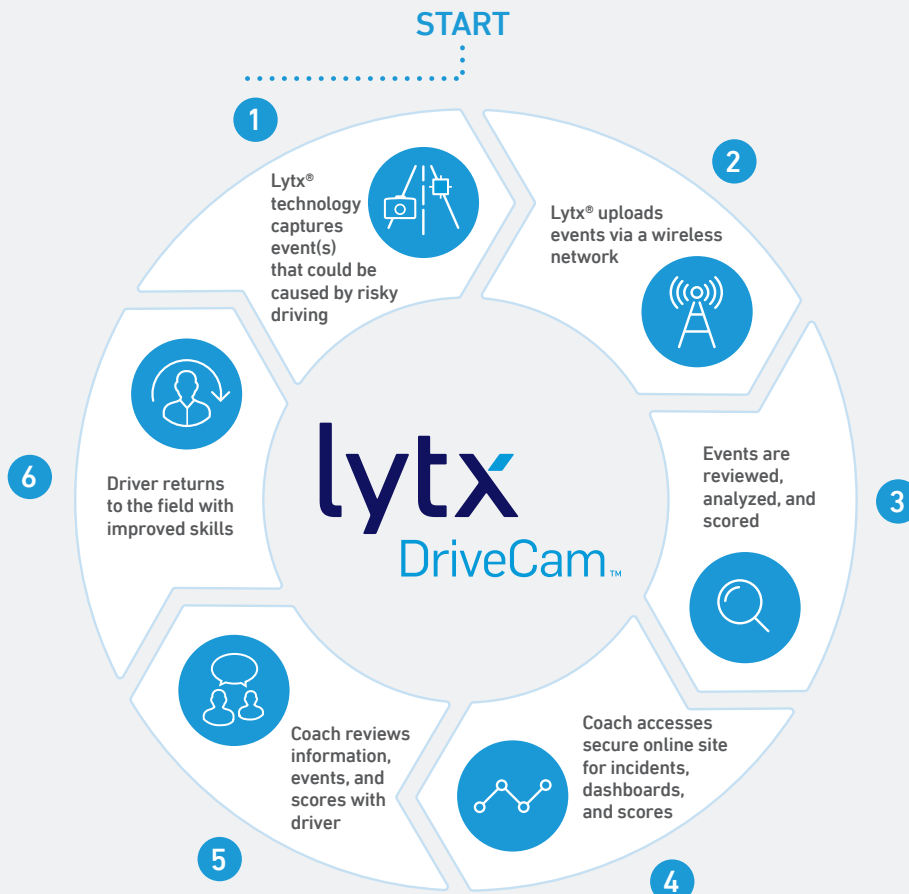 START
1
Lytx®
technology
captures
event(s)
that could be
caused by risky
driving
2
Lytx® uploads
events via a wireless
network
3
Events are
reviewed,
analyzed, and
scored
4
Coach accesses
secure online site
for incidents,
dashboards,
and scores
5
Coach reviews
information,
events, and
scores with
driver
6
Driver returns
to the field with
improved skills
lytx
DriveCam™